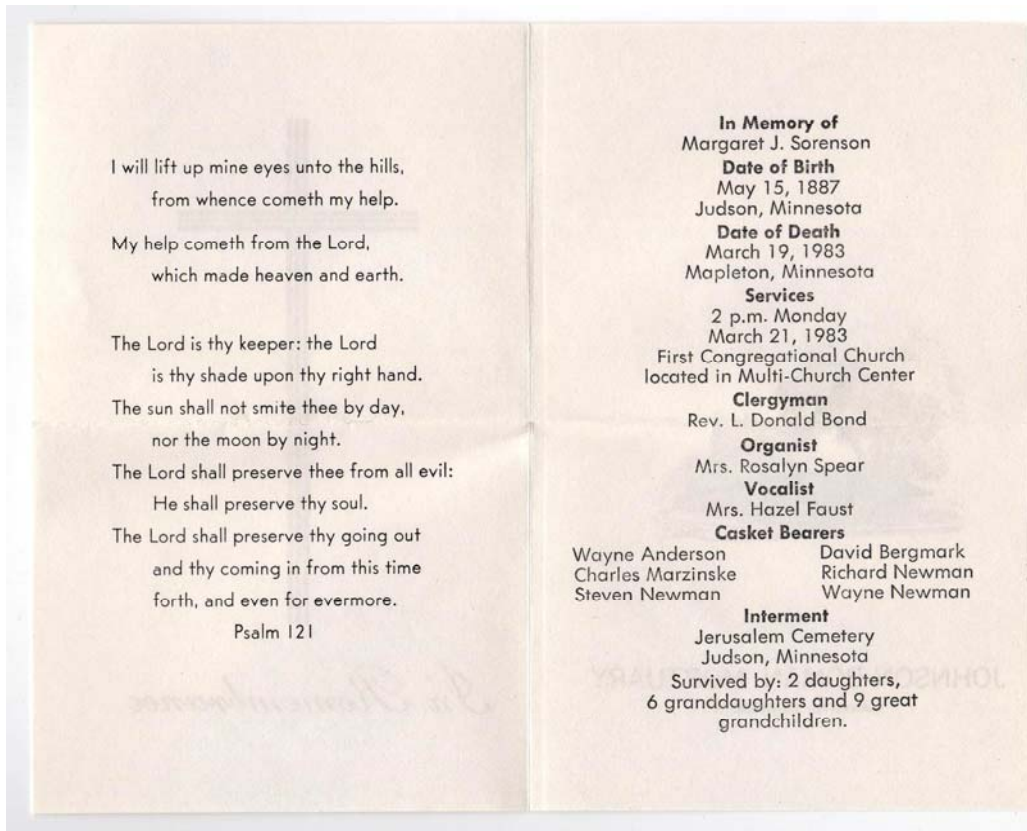 I will lift up mine eyes unto the hills,
from whence cometh my help.
My help cometh from the Lord,
which made heaven and earth.
The Lord is thy keeper: the Lord
is thy shade upon thy right hand.
The sun shall not smite thee by day,
nor the moon by night.
The Lord shall preserve thee from all evil:
He shall preserve thy soul.
The Lord shall preserve thy going out
and thy coming in from this time
forth, and even for evermore.
Psalm 121
In Memory of
Margaret J. Sorenson
Date of Birth
May 15, 1887
Judson, Minnesota
Date of Death
March 19, 1983
Mapleton, Minnesota
Services
2 p.m. Monday
March 21, 1983
First Congregational Church
located in Multi-Church Center
Clergyman
Rev. L. Donald Bond
Organist
Mrs. Rosalyn Spear
Vocalist
Mrs. Hazel Faust
Casket Bearers
Wayne Anderson David Bergmark
Charles Marzinske Richard Newman
Steven Newman Wayne Newman
Interment
Jerusalem Cemetery
Judson, Minnesota
Survived by: 2 daughters,
6 granddaughters and 9 great
grandchildren.
In Remembrance
JOHNSON